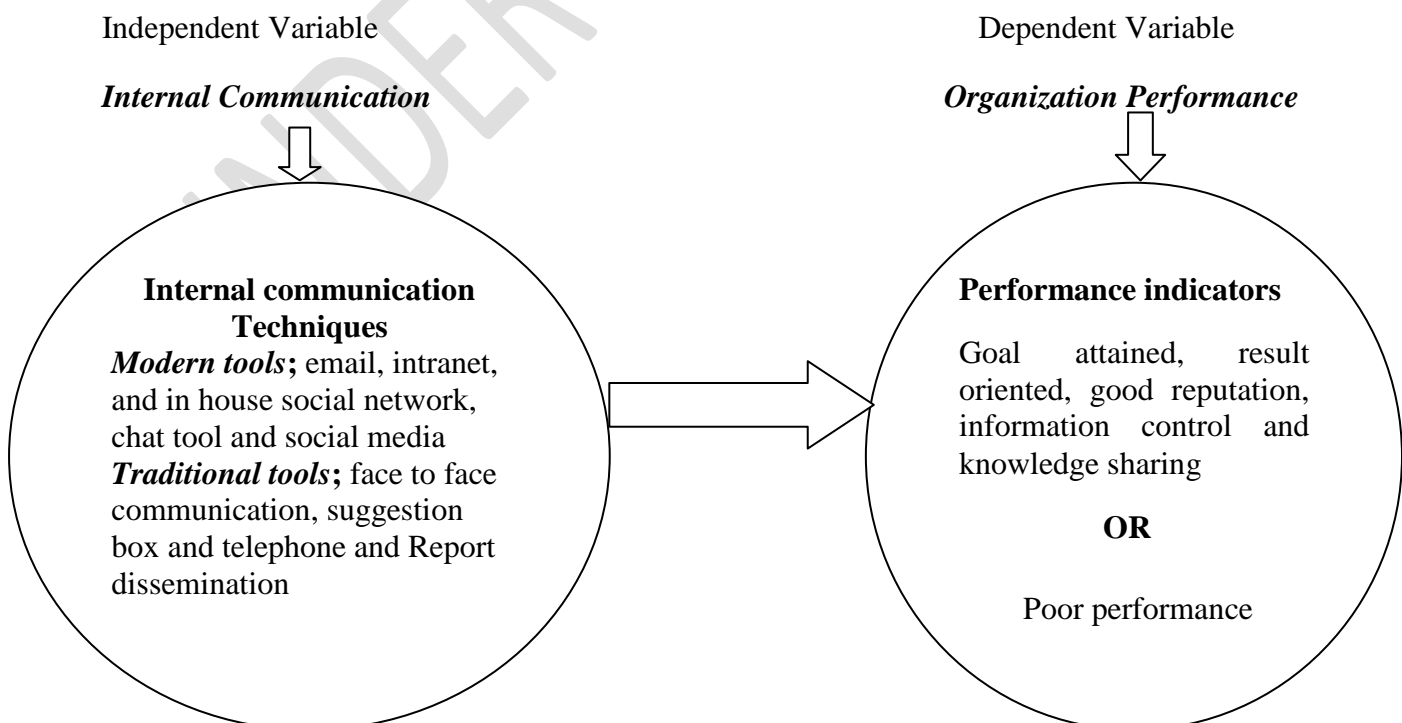 Independent Variable
Dependent Variable
Internal Communication
Organization Performance
Internal communication
Techniques
Modern tools; email, intranet,
and in house social network,
chat tool and social media
Traditional tools; face to face
communication, suggestion
box and telephone and Report
dissemination
Performance indicators
Goal attained, result
oriented, good reputation,
information control and
knowledge sharing
OR
Poor performance